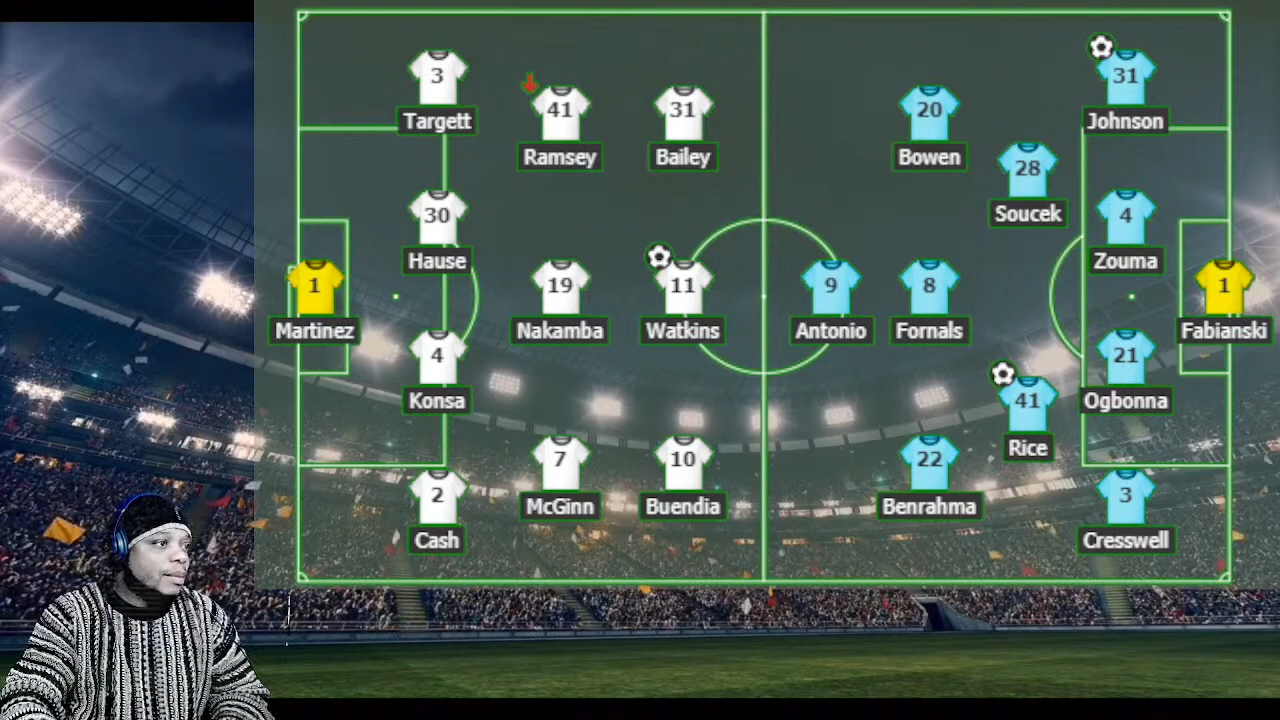 3
Targett
41
Ramsey
31
Bailey
20
Bowen
31
Johnson
28
Soucek
30
Hause
4
Zouma
1
Martinez
19
Nakamba
11
Watkins
9
Antonio
8
Fornals
1
Fabianski
4
Konsa
21
Ogbonna
41
Rice
7
McGinn
10
Buendia
22
Benrahma
2
Cash
3
Cresswell